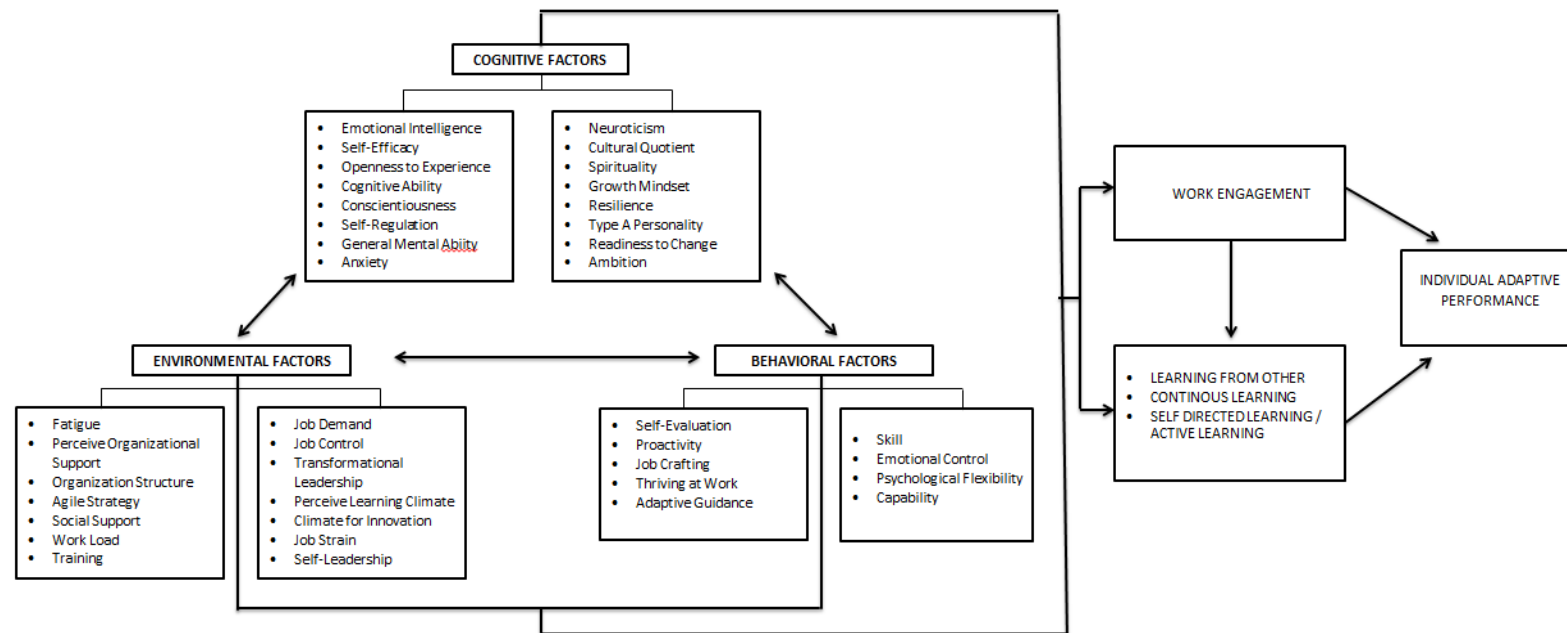 COGNITIVE FACTORS
• Emotional Intelligence
• Self-Efficacy
• Openness to Experience
• Cognitive Ability
• Conscientiousness
• Self-Regulation
• General Mental Abiity
• Anxiety
• Neuroticism
• Cultural Quotient
• Spirituality
• Growth Mindset
• Resilience
• Type A Personality
• Readiness to Change
• Ambition
ENVIRONMENTAL FACTORS
• Fatigue
• Perceive Organizational
Support
• Organization Structure
• Agile Strategy
• Social Support
• Work Load
• Training
• Job Demand
• Job Control
• Transformational
Leadership
• Perceive Learning Climate
• Climate for Innovation
• Job Strain
• Self-Leadership
BEHAVIORAL FACTORS
• Self-Evaluation
• Proactivity
• Job Crafting
• Thriving at Work
• Adaptive Guidance
• Skill
• Emotional Control
• Psychological Flexibility
• Capability
WORK ENGAGEMENT
• LEARNING FROM OTHER
• CONTINOUS LEARNING
• SELF DIRECTED LEARNING /
ACTIVE LEARNING
INDIVIDUAL ADAPTIVE
PERFORMANCE